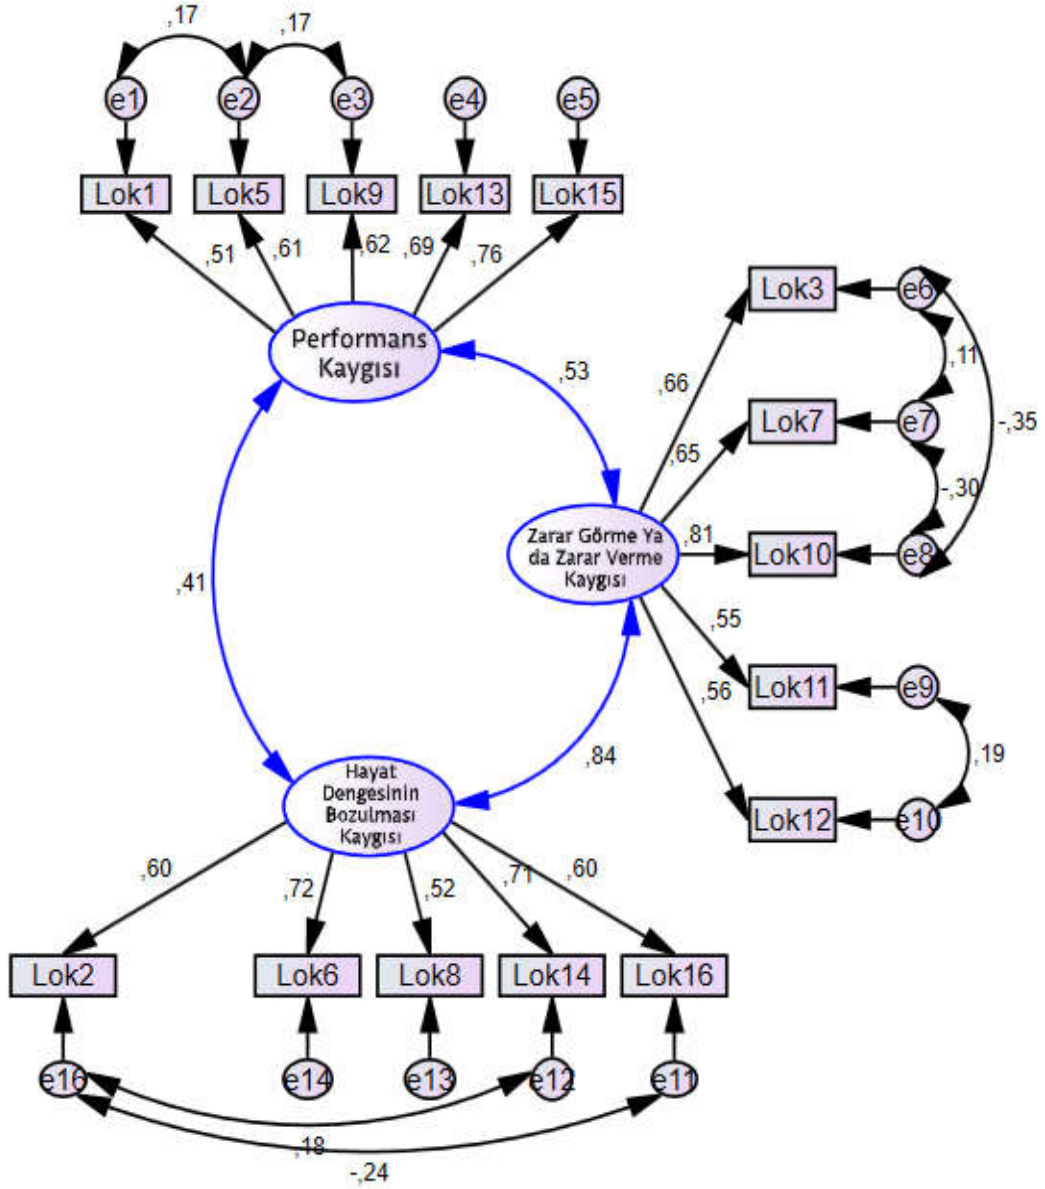 ,17
,17
e1
e2
e3
e4
e5
Lok1
Lok5
Lok9
Lok13
Lok15
,51
,61
,62
,69
,76
Performans
Kaygısı
,53
,41
Lok3
e6
,66
,11
Lok7
e7
,65
-,35
-,30
Zarar Görme Ya
da Zarar Verme
Kaygısı
,81
Lok10
e8
,55
Lok11
e9
,56
,19
Lok12
e10
,84
Hayat
Dengesinin
Bozulması
Kaygısı
,60
,72
,52
,71
,60
Lok2
Lok6
Lok8
Lok14
Lok16
e16
e14
e13
e12
e11
,18
-,24